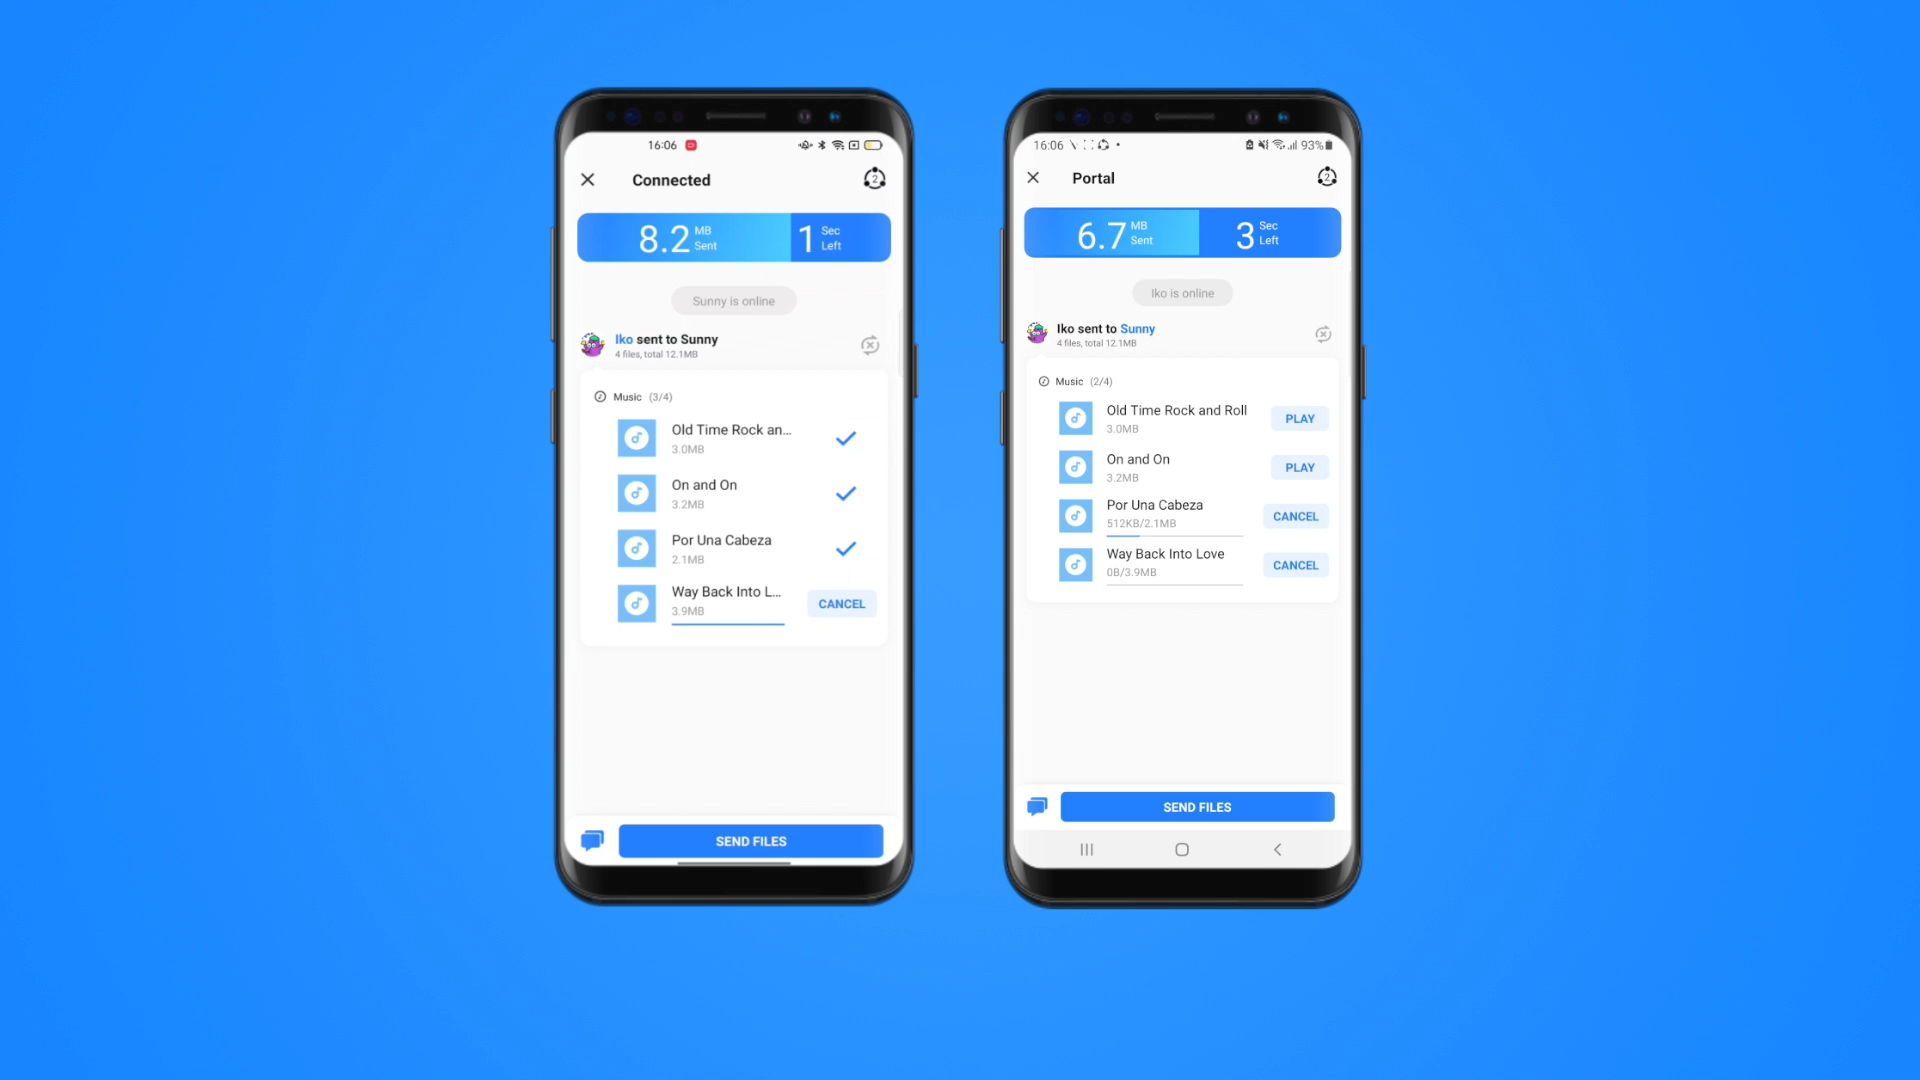 16:06
Connected
2
8.2 MB Sent 1 Sec Left
Sunny is online
Iko sent to Sunny
4 files, total 12.1MB
Music (3/4)
Old Time Rock an...
3.0MB
On and On
3.2MB
Por Una Cabeza
2.1MB
Way Back Into L...
3.9MB
CANCEL
SEND FILES
16:06 93%
Portal
2
6.7 MB Sent 3 Sec Left
Iko is online
Iko sent to Sunny
4 files, total 12.1MB
Music (2/4)
Old Time Rock and Roll
3.0MB
PLAY
On and On
3.2MB
PLAY
Por Una Cabeza
512KB/2.1MB
CANCEL
Way Back Into Love
0B/3.9MB
CANCEL
SEND FILES